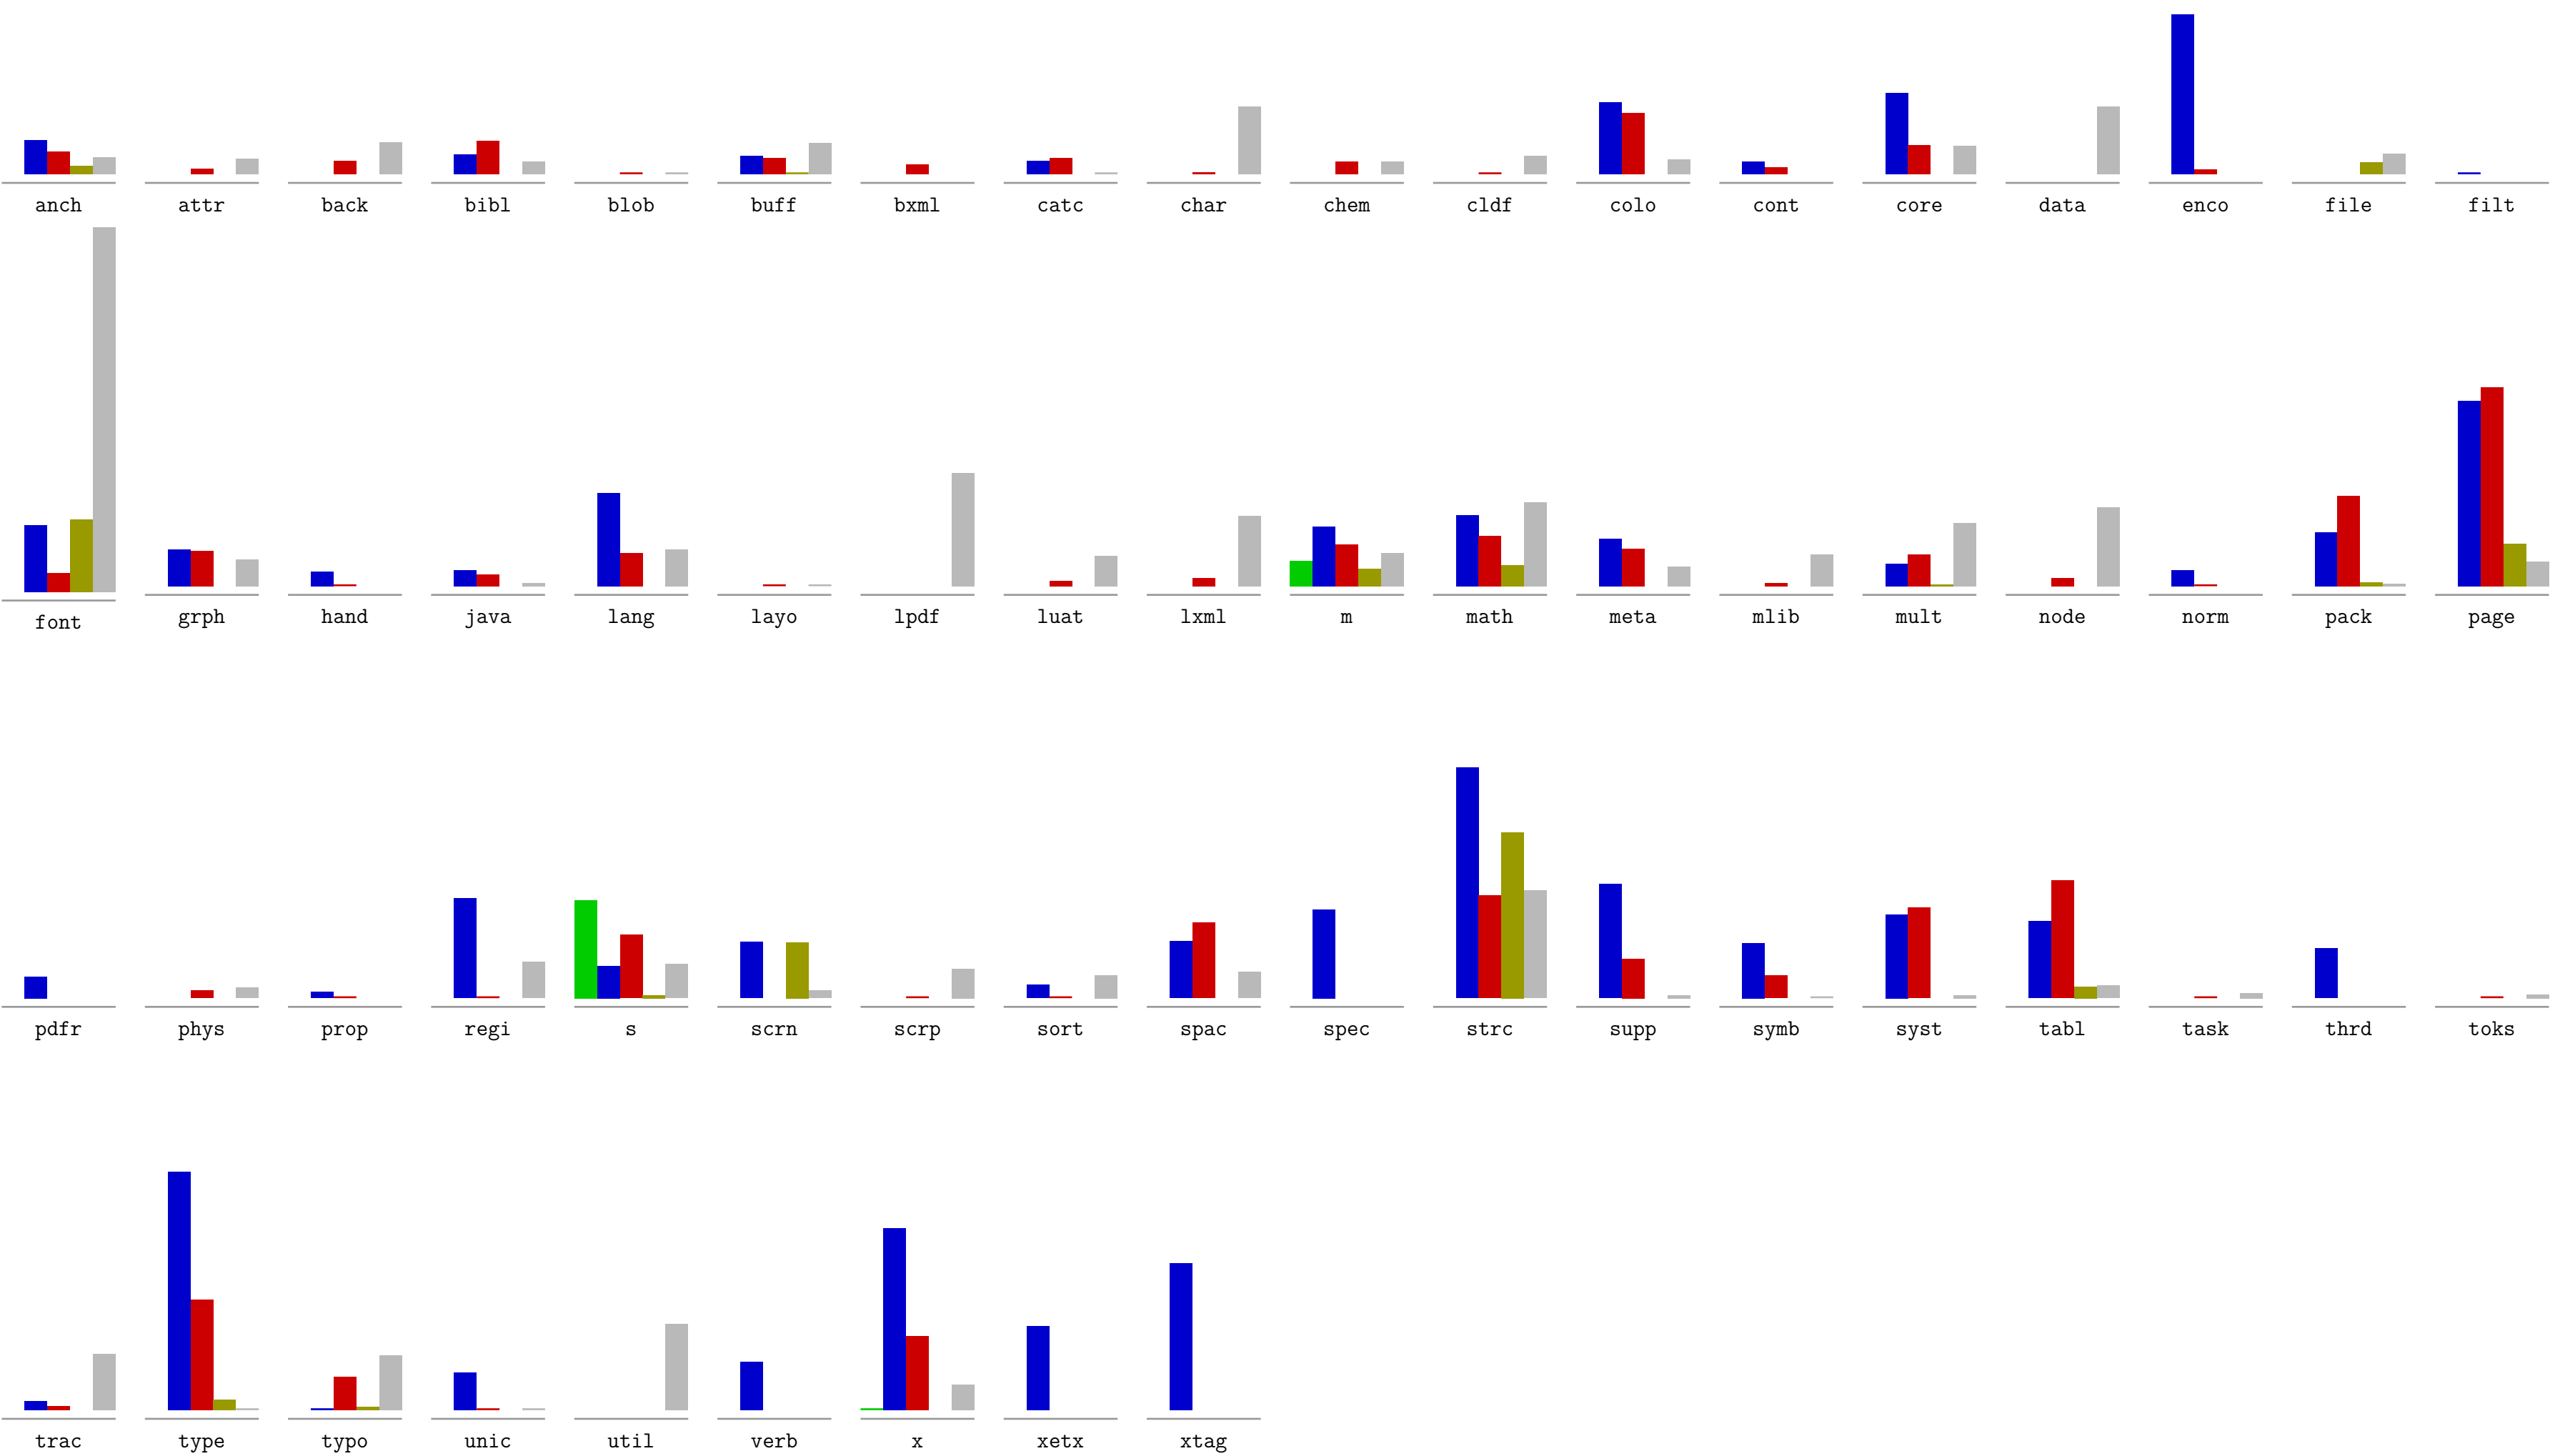 anch attr back bibl blob buff bxml catc char chem cldf colo cont core data enco file filt
font grph hand java lang layo lpdf luat lxml m math meta mlib mult node norm pack page
pdfr phys prop regi s scrn scrp sort spac spec strc supp symb syst tabl task thrd toks
trac type typo unic util verb x xetx xtag